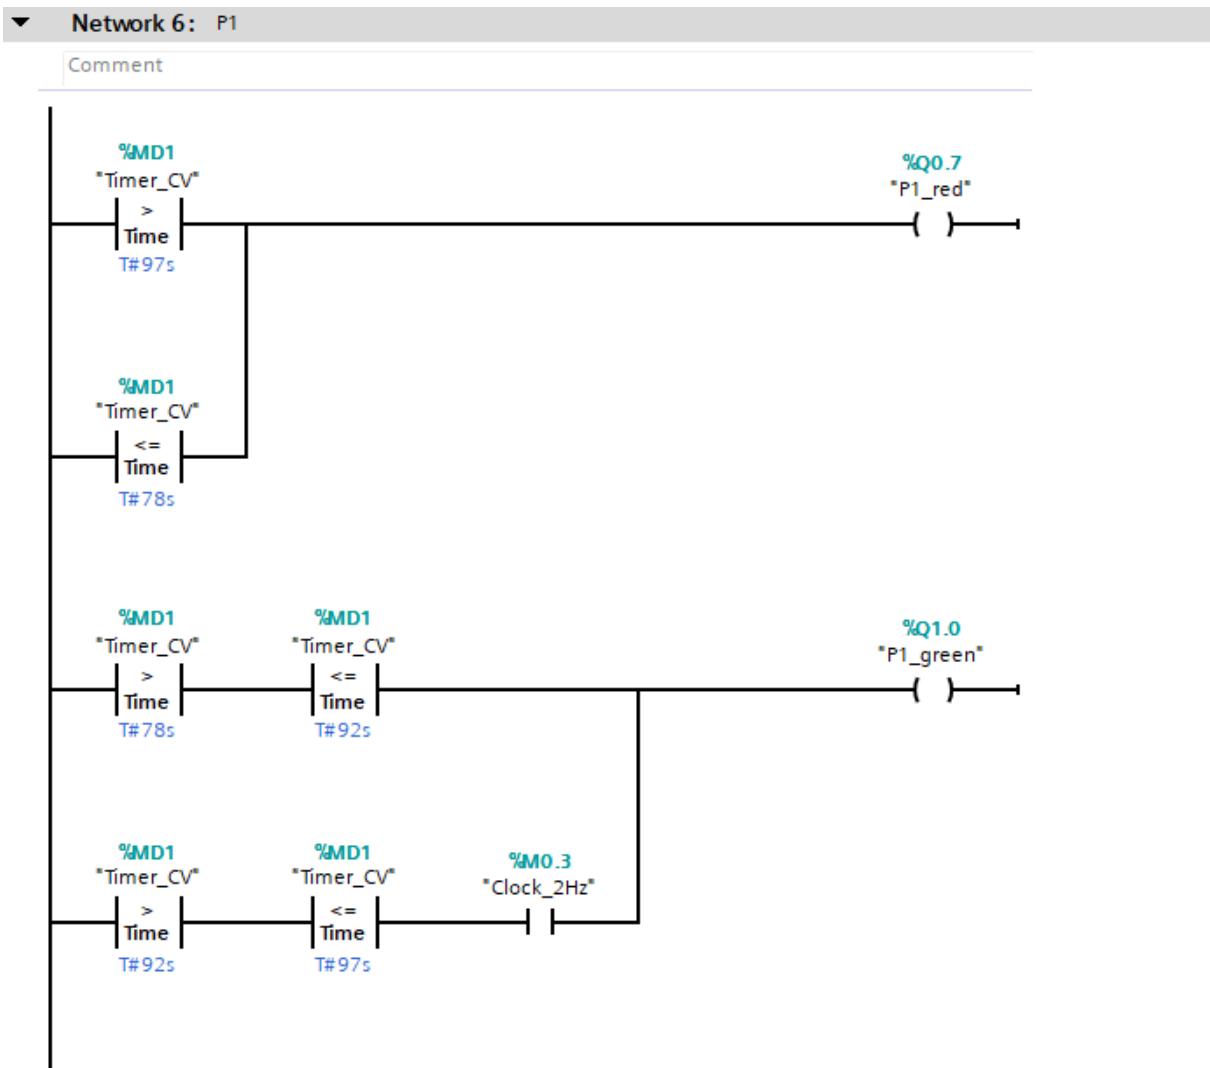 Network 6: P1
Comment
%MD1
"Timer_CV"
>
Time
T#97s
%Q0.7
"P1_red"
( )
%MD1
"Timer_CV"
<=
Time
T#78s
%MD1
"Timer_CV"
>
Time
T#78s
%MD1
"Timer_CV"
<=
Time
T#92s
%Q1.0
"P1_green"
( )
%MD1
"Timer_CV"
>
Time
T#92s
%MD1
"Timer_CV"
<=
Time
T#97s
%M0.3
"Clock_2Hz"